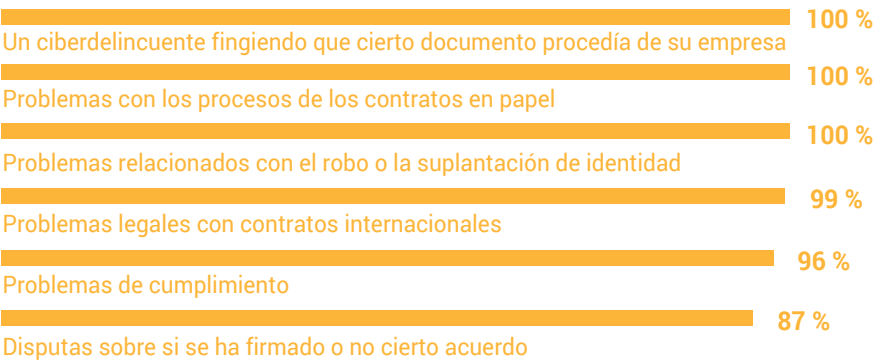 100 %
Un ciberdelincuente fingiendo que cierto documento procedía de su empresa
100 %
Problemas con los procesos de los contratos en papel
100 %
Problemas relacionados con el robo o la suplantación de identidad
99 %
Problemas legales con contratos internacionales
96 %
Problemas de cumplimiento
87 %
Disputas sobre si se ha firmado o no cierto acuerdo